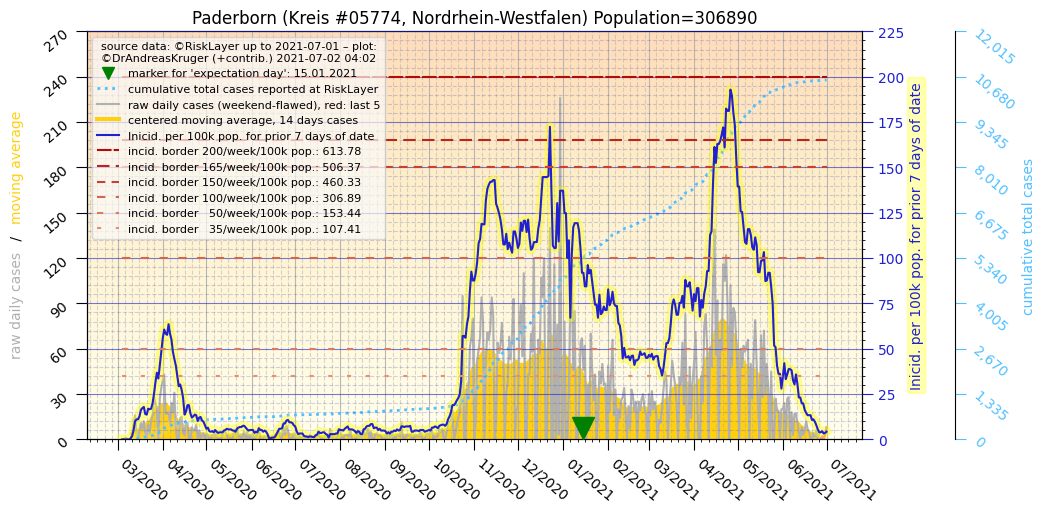 Paderborn (Kreis #05774, Nordrhein-Westfalen) Population=306890
source data: ©RiskLayer up to 2021-07-01 – plot:
©DrAndreasKruger (+contrib.) 2021-07-02 04:02
marker for 'expectation day': 15.01.2021
cumulative total cases reported at RiskLayer
raw daily cases (weekend-flawed), red: last 5
centered moving average, 14 days cases
Inicid. per 100k pop. for prior 7 days of date
incid. border 200/week/100k pop.: 613.78
incid. border 165/week/100k pop.: 506.37
incid. border 150/week/100k pop.: 460.33
incid. border 100/week/100k pop.: 306.89
incid. border   50/week/100k pop.: 153.44
incid. border   35/week/100k pop.: 107.41
raw daily cases / moving average
270
240
210
180
150
120
90
60
30
0
03/2020
04/2020
05/2020
06/2020
07/2020
08/2020
09/2020
10/2020
11/2020
12/2020
01/2021
02/2021
03/2021
04/2021
05/2021
06/2021
07/2021
225
200
175
150
125
100
75
50
25
0
Inicid. per 100k pop. for prior 7 days of date
12,015
10,680
9,345
8,010
6,675
5,340
4,005
2,670
1,335
0
cumulative total cases